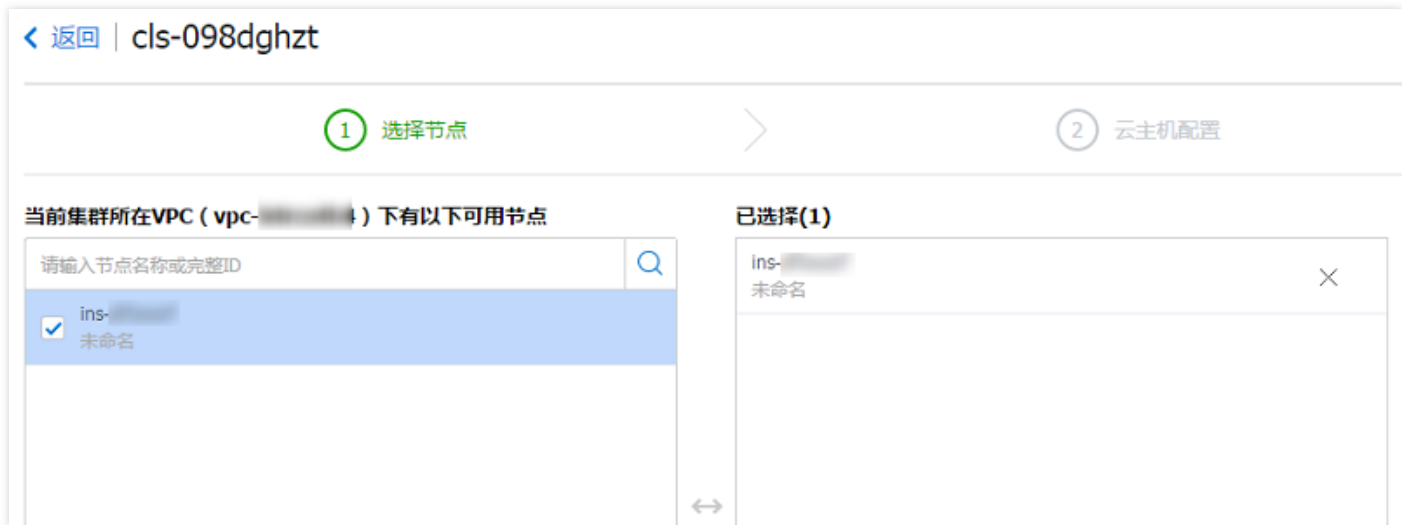 返回 | cls-098dghzt
1 选择节点
2 云主机配置
当前集群所在VPC（vpc-）下有以下可用节点
请输入节点名称或完整ID
ins-
未命名
已选择(1)
ins-
未命名